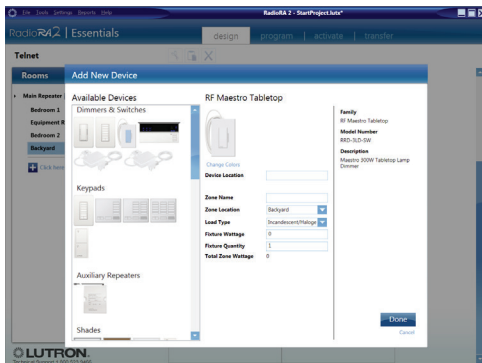 File Tools Settings Reports Help
RadioRA 2 - StartProject.lutx*
RadioRA 2 | Essentials
design
program
activate
transfer
Telnet
Rooms
Main Repeater
Bedroom 1
Equipment R
Bedroom 2
Backyard
Click Here
Add New Device
Available Devices
Dimmers & Switches
Keypads
Auxiliary Repeaters
Shades
RF Maestro Tabletop
Change Colors
Device Location
Zone Name
Zone Location
Backyard
Load Type
Incandescent/Haloge
Fixture Wattage
0
Fixture Quantity
1
Total Zone Wattage
0
Family
RF Maestro Tabletop
Model Number
RRD-3LD-SW
Description
Maestro 300W Tabletop Lamp
Dimmer
Done
Cancel
LUTRON.